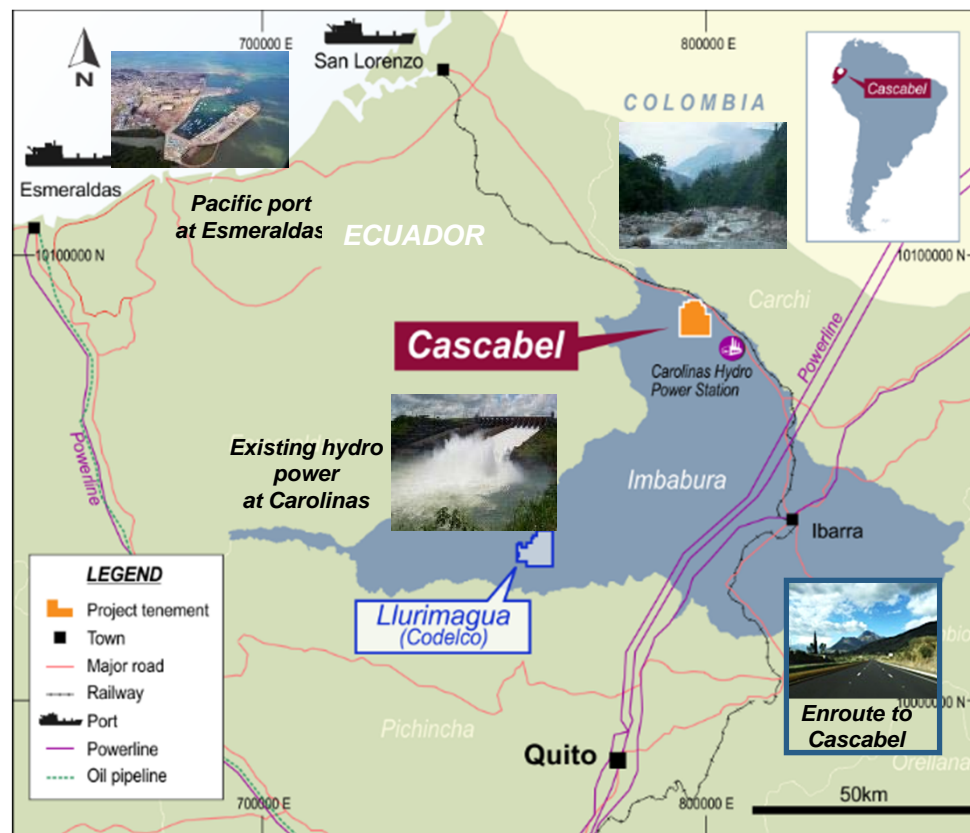 700000 E
800000 E
N
San Lorenzo
COLOMBIA
Cascabel
Esmeraldas
Pacific port
at Esmeraldas
ECUADOR
10100000 N
10100000 N
Carchi
Powerline
Cascabel
Carolinas Hydro
Power Station
Powerline
Existing hydro
power
at Carolinas
Imbabura
Ibarra
LEGEND
Project tenement
Town
Major road
Railway
Port
Powerline
Oil pipeline
Llurimagua
(Codelco)
Pichincha
Quito
10000000 N
Enroute to
Cascabel
Orellana
50km
700000 E
800000 E